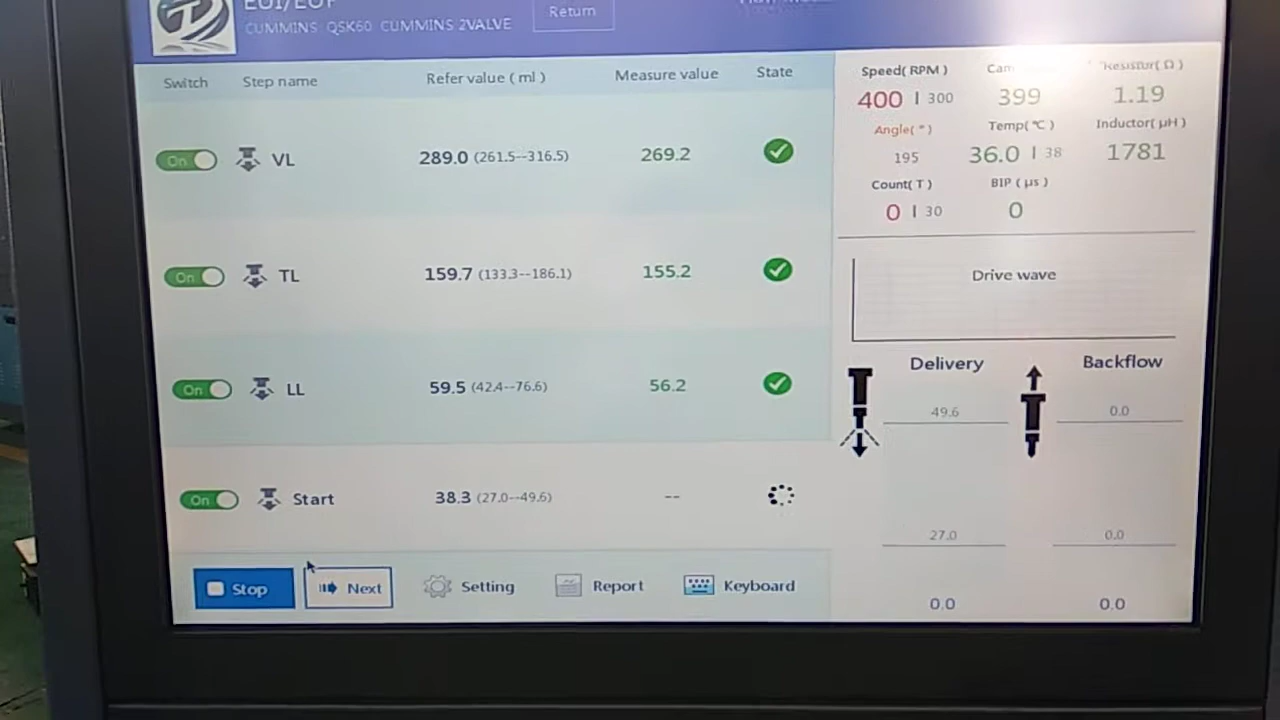 EUI/EUP
CUMMINS QSK60 CUMMINS 2VALVE
Return
Switch Step name Refer value ( ml ) Measure value State
On VL 289.0 (261.5--316.5) 269.2
On TL 159.7 (133.3--186.1) 155.2
On LL 59.5 (42.4--76.6) 56.2
On Start 38.3 (27.0--49.6) --
Stop Next Setting Report Keyboard
Speed( RPM ) Cam Resistor( Ω )
400 | 300 399 1.19
Angle( ° ) Temp( ℃ ) Inductor( μH )
195 36.0 | 38 1781
Count( T ) BIP ( μs )
0 | 30 0
Drive wave
Delivery Backflow
49.6 0.0
27.0 0.0
0.0 0.0